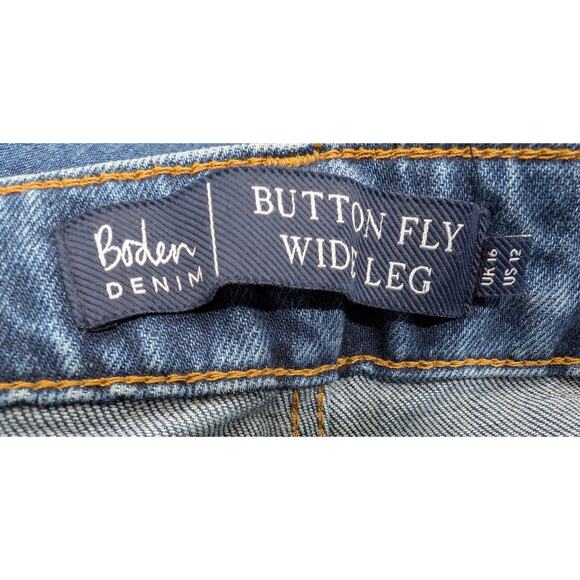 Boden
DENIM
BUTTON FLY
WIDE LEG
UK 16
US 12